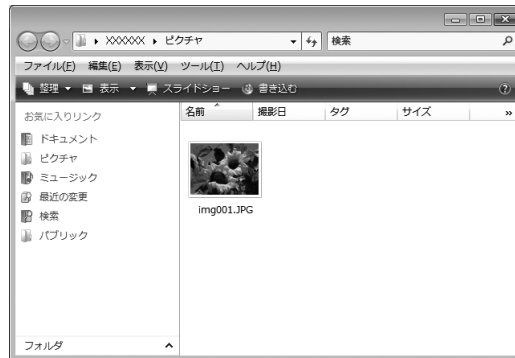 XXXXXX ▸ ピクチャ 検索
ファイル(F) 編集(E) 表示(V) ツール(T) ヘルプ(H)
整理 表示 スライドショー 書き込む
お気に入りリンク
ドキュメント
ピクチャ
ミュージック
最近の変更
検索
パブリック
フォルダ
名前 撮影日 タグ サイズ »
img001.JPG